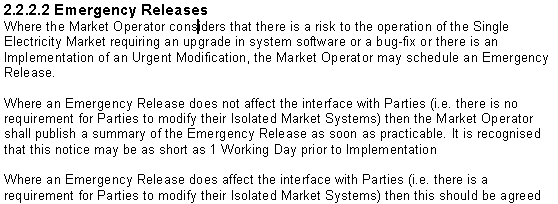 2.2.2.2 Emergency Releases
Where the Market Operator considers that there is a risk to the operation of the Single
Electricity Market requiring an upgrade in system software or a bug-fix or there is an
Implementation of an Urgent Modification, the Market Operator may schedule an Emergency
Release.
Where an Emergency Release does not affect the interface with Parties (i.e. there is no
requirement for Parties to modify their Isolated Market Systems) then the Market Operator
shall publish a summary of the Emergency Release as soon as practicable. It is recognised
that this notice may be as short as 1 Working Day prior to Implementation
Where an Emergency Release does affect the interface with Parties (i.e. there is a
requirement for Parties to modify their Isolated Market Systems) then this should be agreed